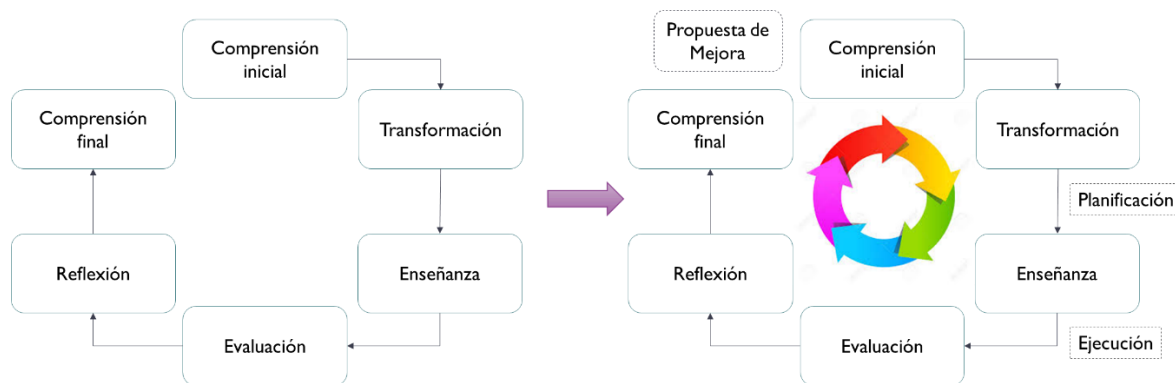 Comprensión
inicial
Comprensión
final
Transformación
Reflexión
Enseñanza
Evaluación
Propuesta de
Mejora
Comprensión
inicial
Comprensión
final
Transformación
Planificación
Reflexión
Enseñanza
Evaluación
Ejecución